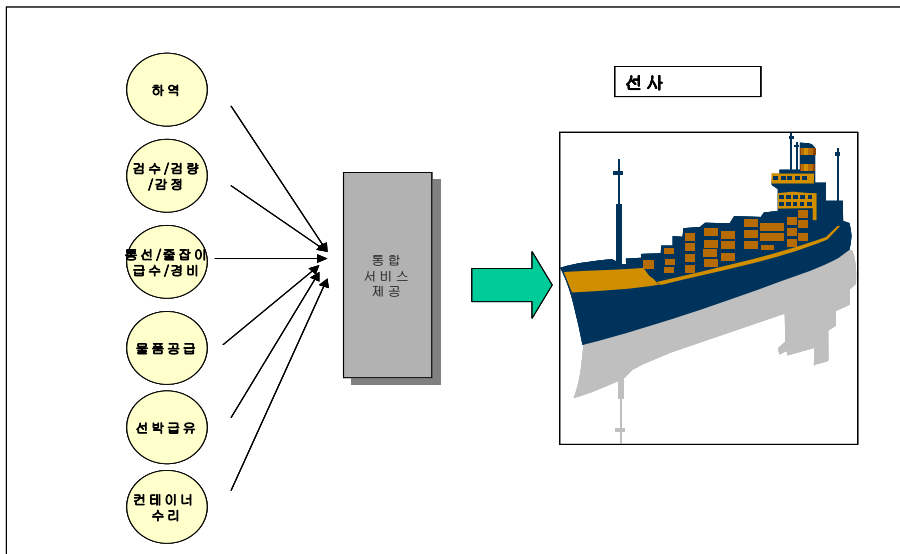 하역
선사
검수/검량
/감정
통선/줄잡이
급수/경비
통합
서비스
제공
물품공급
선박급유
컨테이너
수리